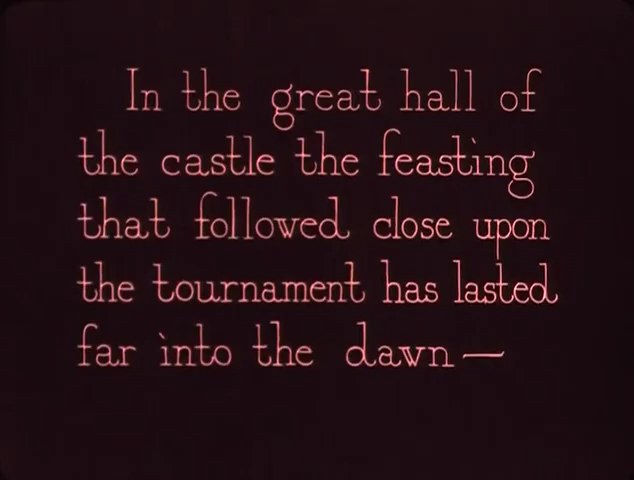 In the great hall of
the castle the feasting
that followed close upon
the tournament has lasted
far into the dawn—